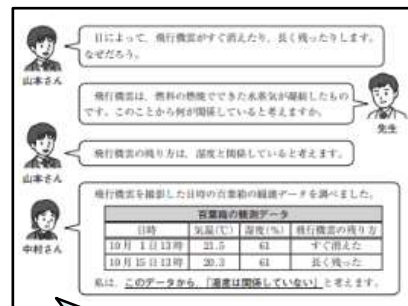 日によって、飛行機雲がすぐ消えたり、長く残ったりします。
なぜだろう。
山本さん
飛行機雲は、燃料の燃焼でできた水蒸気が凝結したもの
です。このことから何が関係していると考えますか。
先生
飛行機雲の残り方は、湿度と関係していると考えます。
山本さん
飛行機雲を撮影した日時の百葉箱の観測データを調べました。
百葉箱の観測データ
日時 気温(℃) 湿度(%) 飛行機雲の残り方
10月 1日13時 21.5 61 すぐ消えた
10月15日13時 20.3 61 長く残った
中村さん
私は、このデータから、「湿度は関係していない」と考えます。